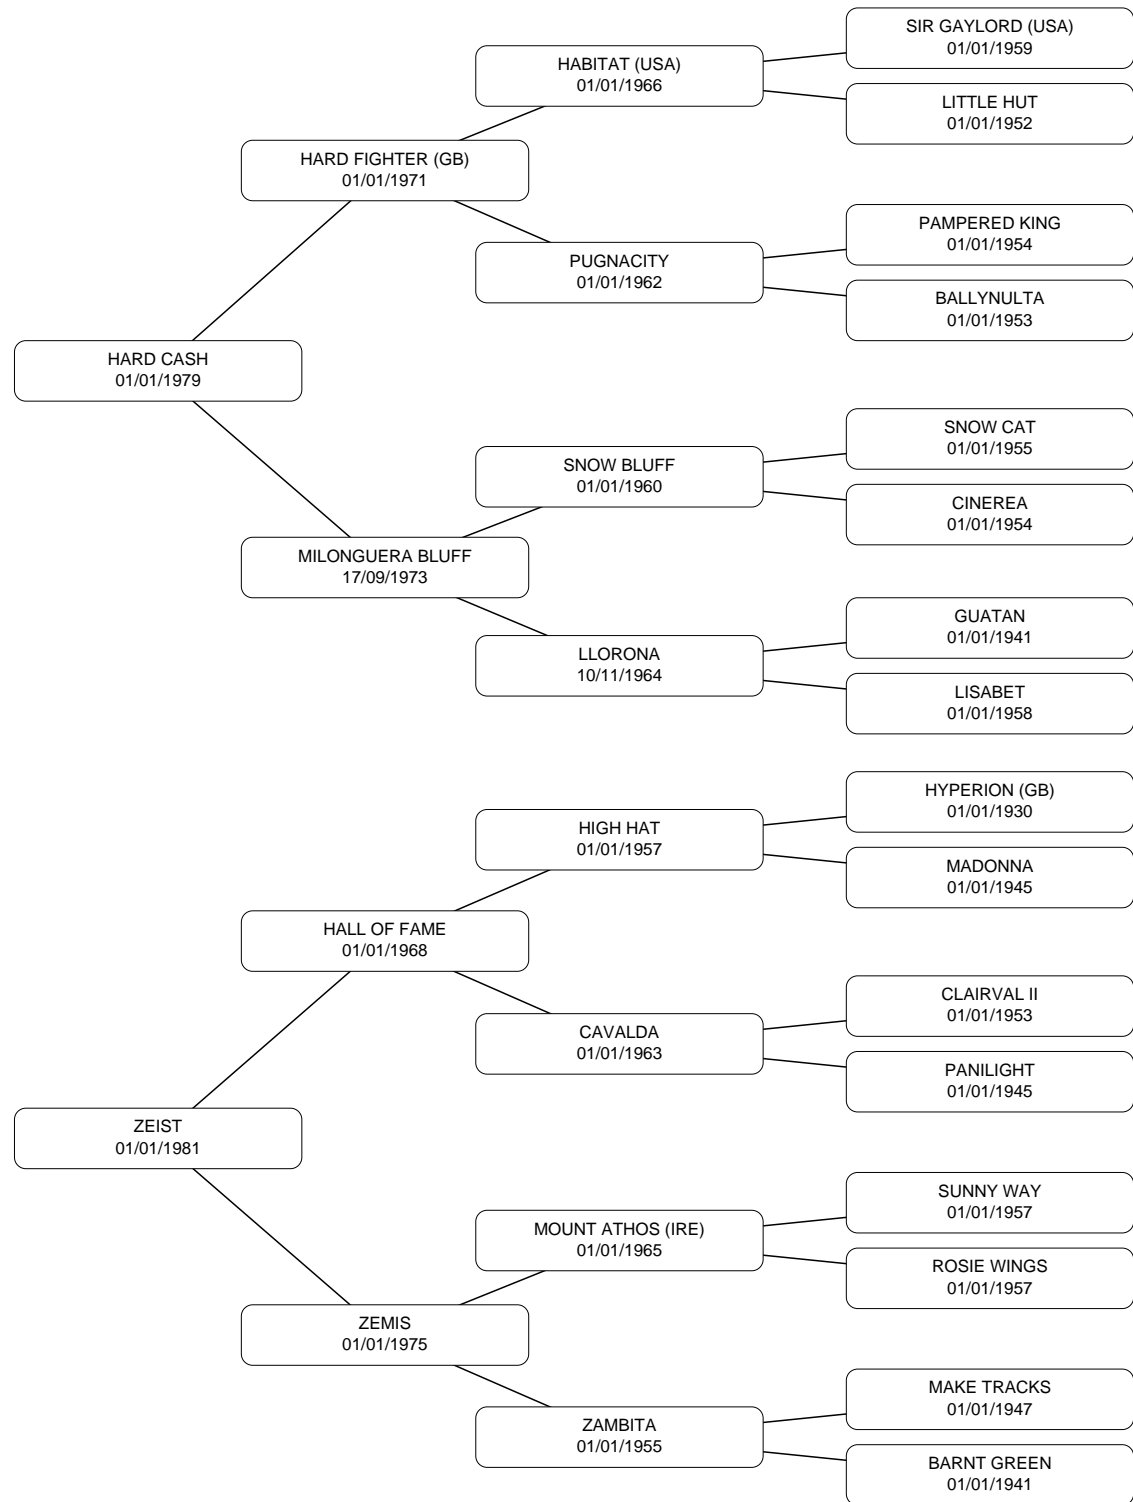 SIR GAYLORD (USA)
01/01/1959
HABITAT (USA)
01/01/1966
LITTLE HUT
01/01/1952
HARD FIGHTER (GB)
01/01/1971
PAMPERED KING
01/01/1954
PUGNACITY
01/01/1962
BALLYNULTA
01/01/1953
HARD CASH
01/01/1979
SNOW CAT
01/01/1955
SNOW BLUFF
01/01/1960
CINEREA
01/01/1954
MILONGUERA BLUFF
17/09/1973
GUATAN
01/01/1941
LLORONA
10/11/1964
LISABET
01/01/1958
HYPERION (GB)
01/01/1930
HIGH HAT
01/01/1957
MADONNA
01/01/1945
HALL OF FAME
01/01/1968
CLAIRVAL II
01/01/1953
CAVALDA
01/01/1963
PANILIGHT
01/01/1945
ZEIST
01/01/1981
SUNNY WAY
01/01/1957
MOUNT ATHOS (IRE)
01/01/1965
ROSIE WINGS
01/01/1957
ZEMIS
01/01/1975
MAKE TRACKS
01/01/1947
ZAMBITA
01/01/1955
BARNT GREEN
01/01/1941